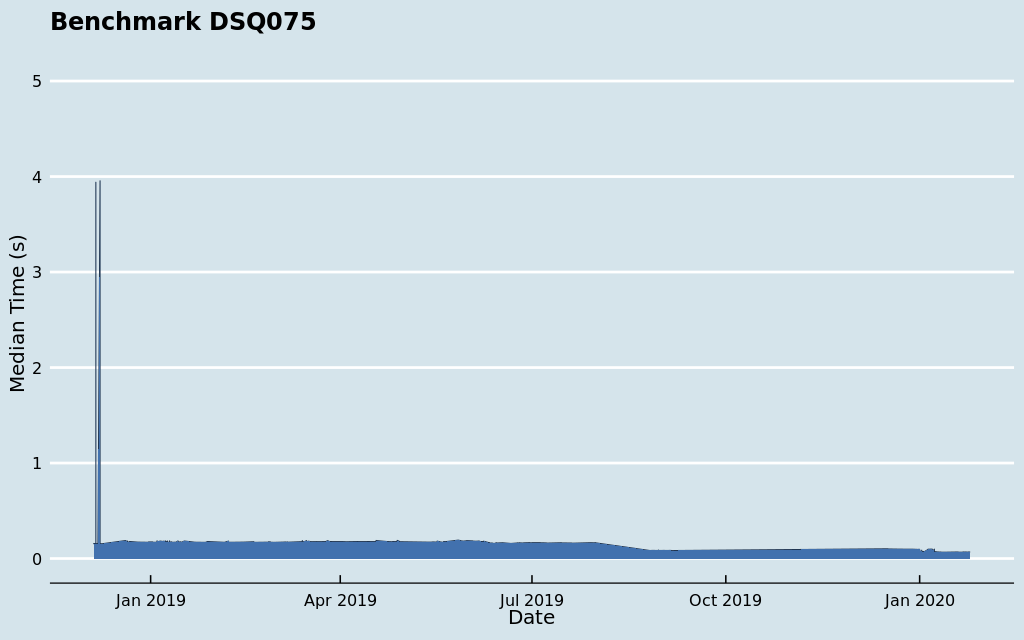 Benchmark DSQ075
5
4
3
2
1
0
Median Time (s)
Jan 2019
Apr 2019
Jul 2019
Oct 2019
Jan 2020
Date